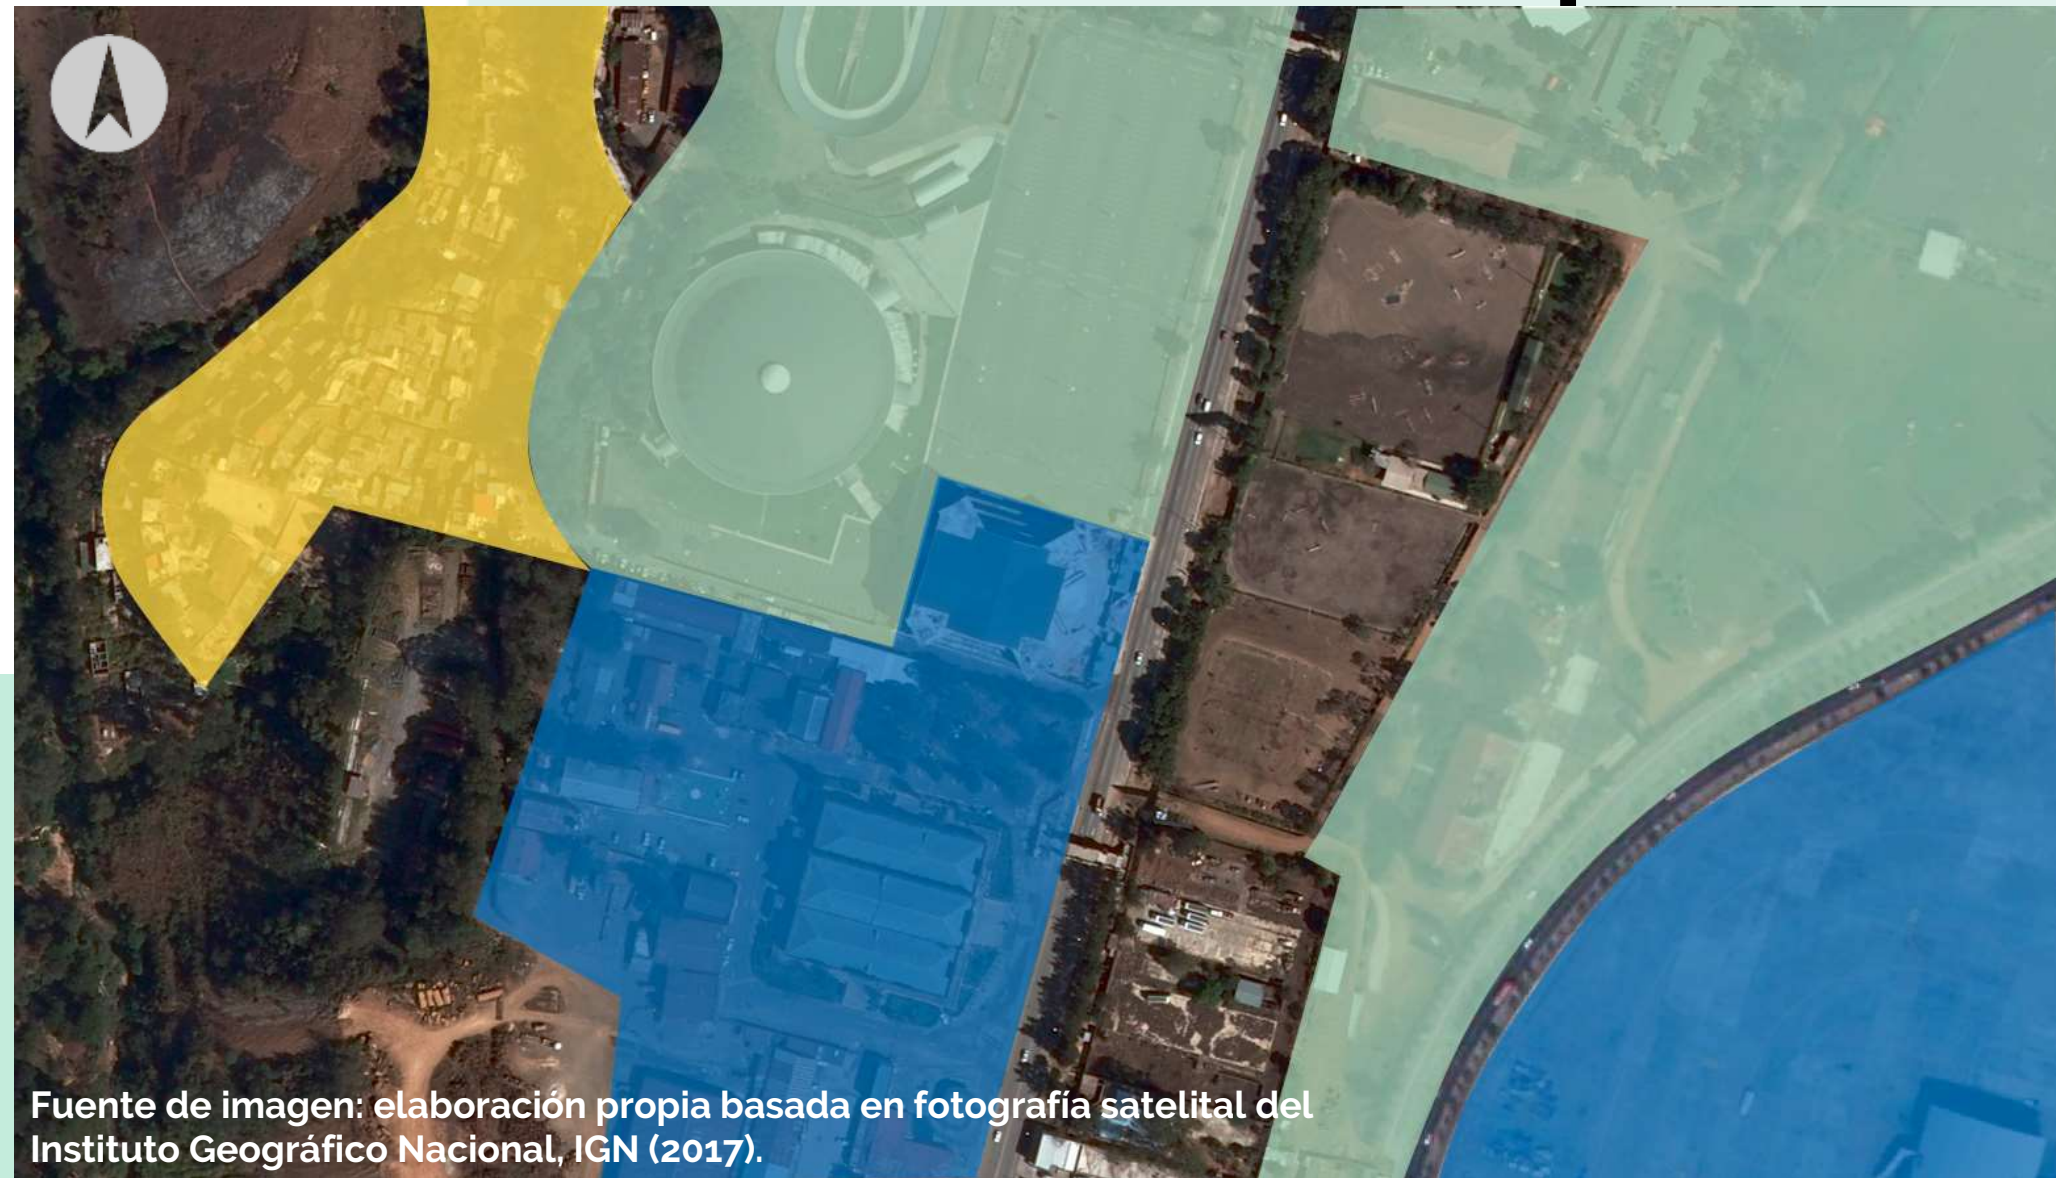 Fuente de imagen: elaboración propia basada en fotografía satelital del
Instituto Geográfico Nacional, IGN (2017).